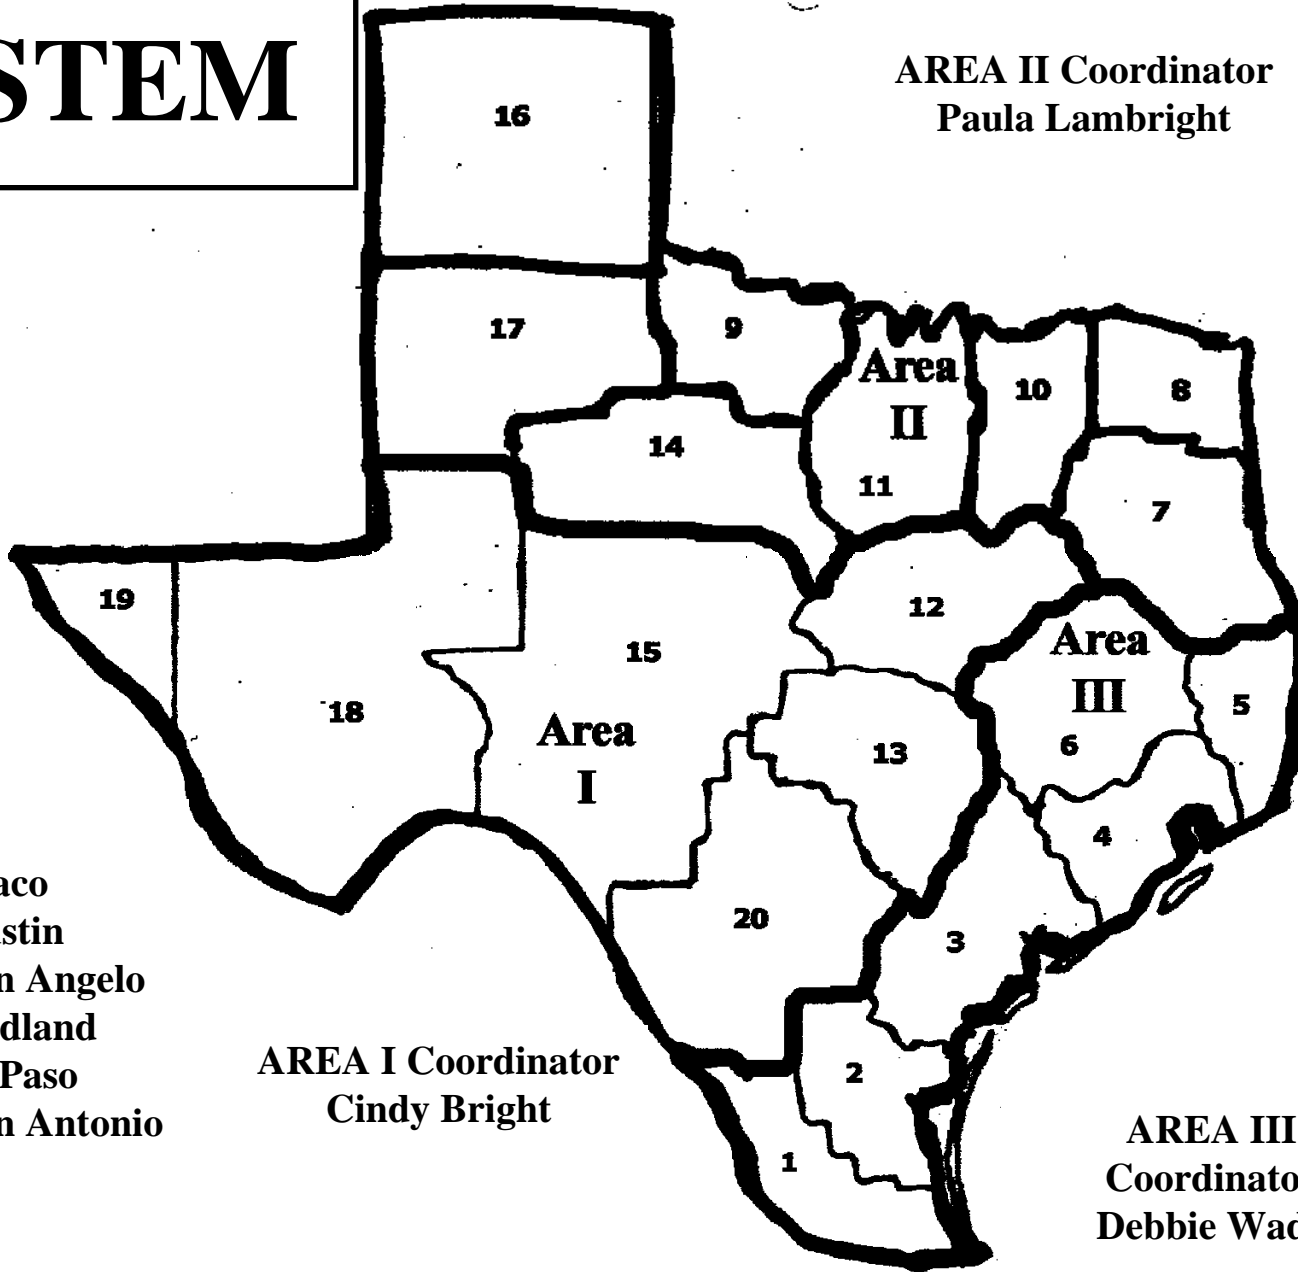 STEM
AREA II Coordinator
Paula Lambright
16
17
9
Area
II
10
8
14
11
7
19
12
15
Area
III
18
5
Area
I
13
6
4
20
3
2
1
aco
stin
n Angelo
dland
Paso
n Antonio
AREA I Coordinator
Cindy Bright
AREA III
Coordinato
Debbie Wad